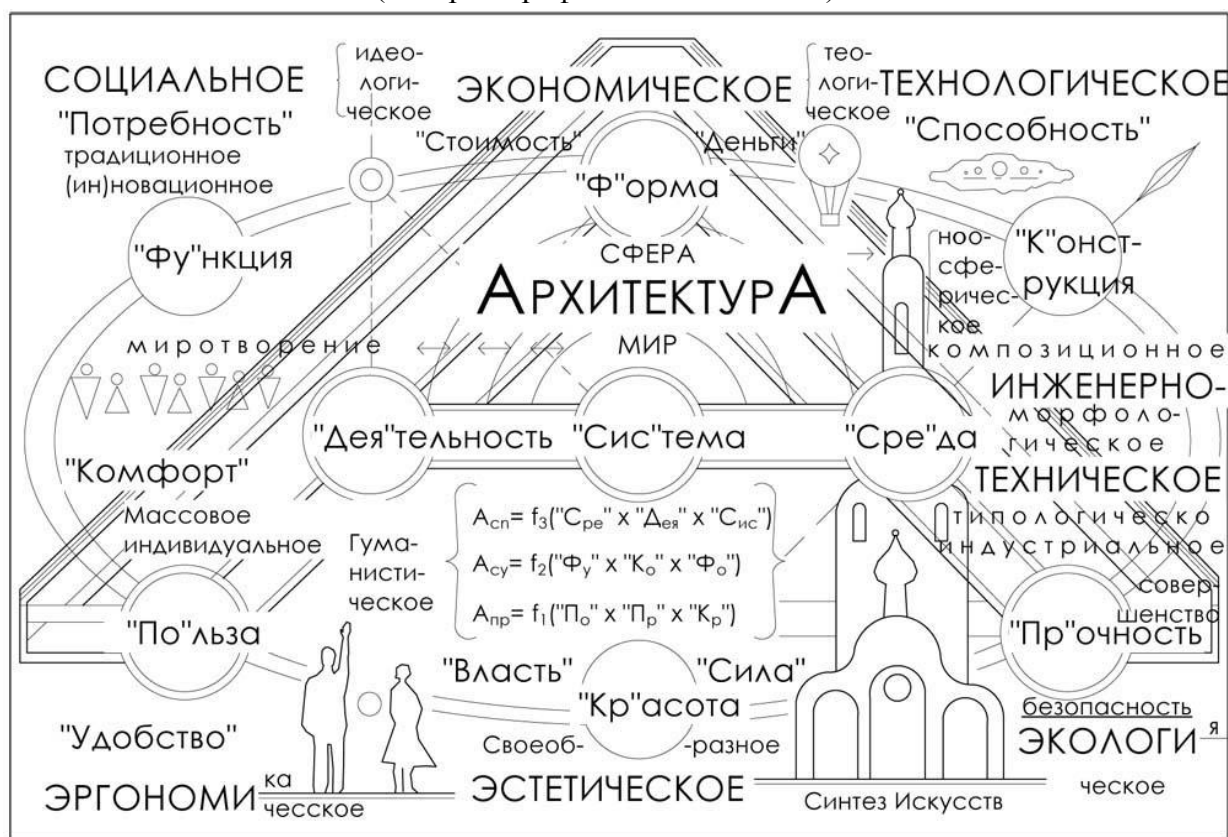 СОЦИАЛЬНОЕ
"Потребность"
традиционное
(ин)новационное
идео-
логи-
ческое
ЭКОНОМИЧЕСКОЕ
"Стоимость"
"Деньги"
тео-
логи-
ческое
ТЕХНОЛОГИЧЕСКОЕ
"Способность"
"Ф"орма
"Фу"нкция
СФЕРА
АРХИТЕКТУРА
МИР
ноо-
сфе-
ричес-
кое
"К"онст-
рукция
миротворение
композиционное
ИНЖЕНЕРНО-
морфоло-
гическое
"Дея"тельность
"Сис"тема
"Сре"да
"Комфорт"
ТЕХНИЧЕСКОЕ
Массовое
индивидуальное
типологическо
индустриальное
Гума-
нисти-
ческое
Aсп= f₃("Сре" x "Дея" x "Сис")
Aсу= f₂("Фу" x "Ко" x "Фо")
Aпр= f₁("По" x "Пр" x "Кр")
совер-
шенство
"По"льза
"Пр"очность
"Власть"
"Сила"
"Кр"асота
"Удобство"
Своеоб-
-разное
безопасность
ЭКОЛОГИ я
ческое
ЭРГОНОМИ ка
чесское
ЭСТЕТИЧЕСКОЕ
Синтез Искусств